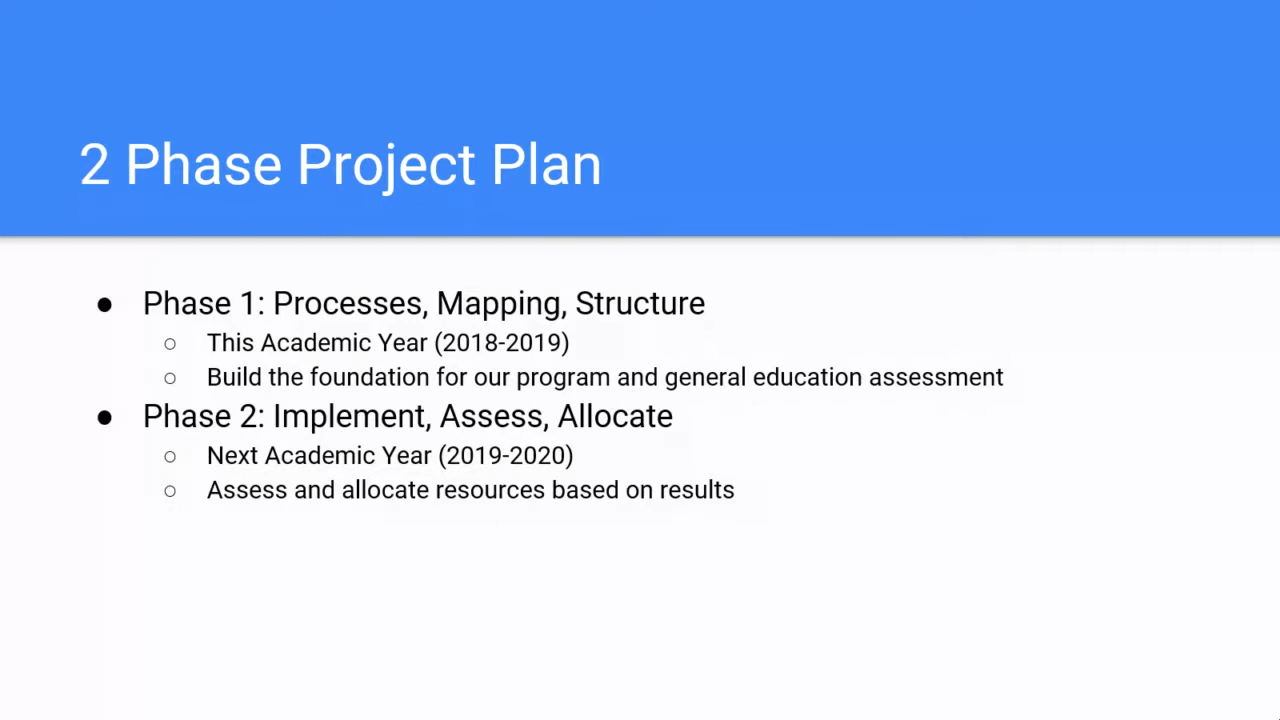 2 Phase Project Plan
● Phase 1: Processes, Mapping, Structure
○ This Academic Year (2018-2019)
○ Build the foundation for our program and general education assessment
● Phase 2: Implement, Assess, Allocate
○ Next Academic Year (2019-2020)
○ Assess and allocate resources based on results